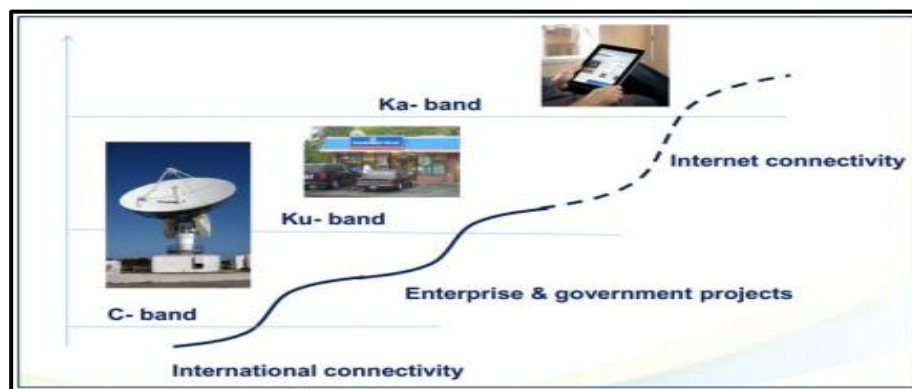 Ka- band
Internet connectivity
Ku- band
Enterprise & government projects
C- band
International connectivity